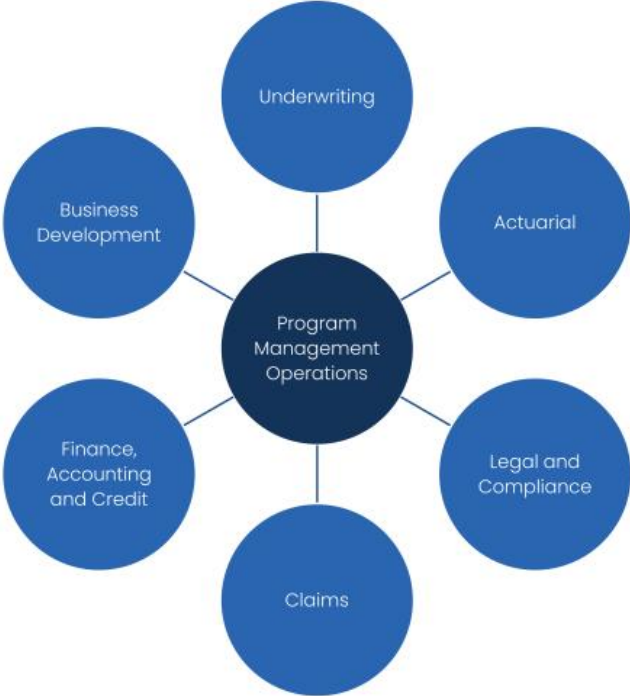 Underwriting
Business
Development
Actuarial
Program
Management
Operations
Finance,
Accounting
and Credit
Legal and
Compliance
Claims